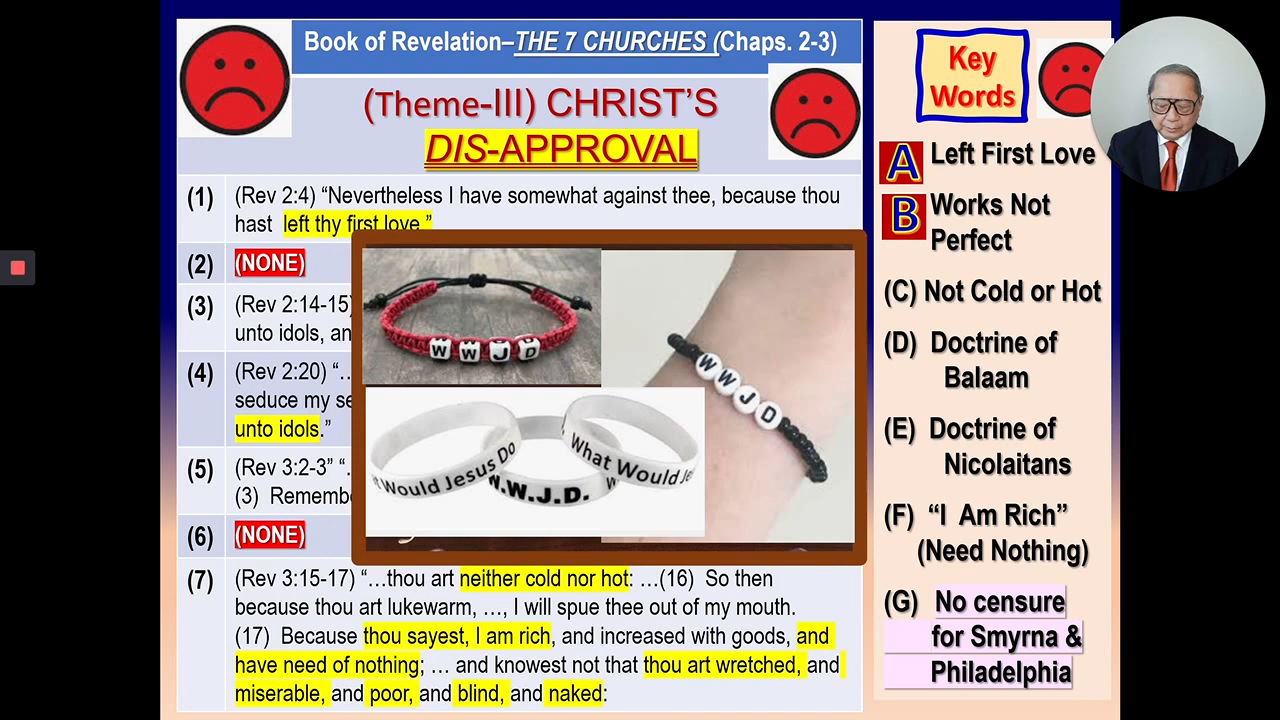 Book of Revelation–THE 7 CHURCHES (Chaps. 2-3)
(Theme-III) CHRIST’S
DIS-APPROVAL
(1) (Rev 2:4) “Nevertheless I have somewhat against thee, because thou
hast left thy first love.”
(2) (NONE)
(3) (Rev 2:14-15)
unto idols, an
(4) (Rev 2:20) “…
seduce my se
unto idols.”
(5) (Rev 3:2-3” “.
(3) Remembe
(6) (NONE)
(7) (Rev 3:15-17) “…thou art neither cold nor hot: …(16) So then
because thou art lukewarm, …, I will spue thee out of my mouth.
(17) Because thou sayest, I am rich, and increased with goods, and
have need of nothing; … and knowest not that thou art wretched, and
miserable, and poor, and blind, and naked:
W W J D
W W J D
t Would Jesus Do
W.W.J.D.
What Would Je
W
Key
Words
A Left First Love
B Works Not
Perfect
(C) Not Cold or Hot
(D) Doctrine of
Balaam
(E) Doctrine of
Nicolaitans
(F) “I Am Rich”
(Need Nothing)
(G) No censure
for Smyrna &
Philadelphia